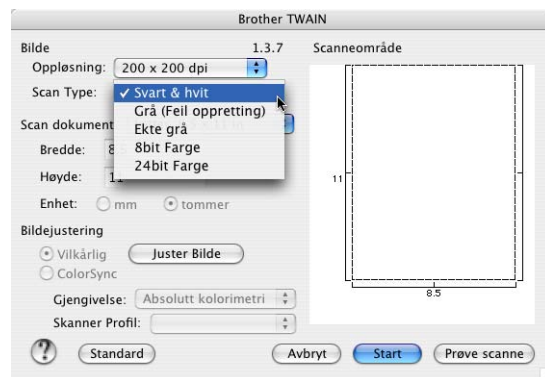 Brother TWAIN
Bilde 1.3.7
Oppløsning: 200 x 200 dpi
Scan Type: ✓ Svart & hvit
Grå (Feil oppretting)
Ekte grå
8bit Farge
24bit Farge
Scan dokument
Bredde: 8
Høyde: 11
Enhet: mm tommer
Bildejustering
Vilkårlig Juster Bilde
ColorSync
Gjengivelse: Absolutt kolorimetri
Skanner Profil:
? Standard
Scanneområde
11
8.5
Avbryt Start Prøve scanne